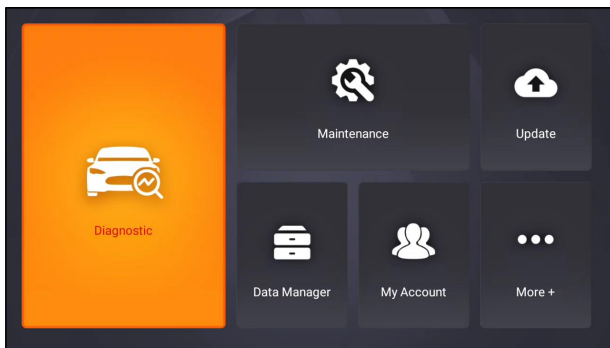 Diagnostic
Maintenance
Update
Data Manager
My Account
More +